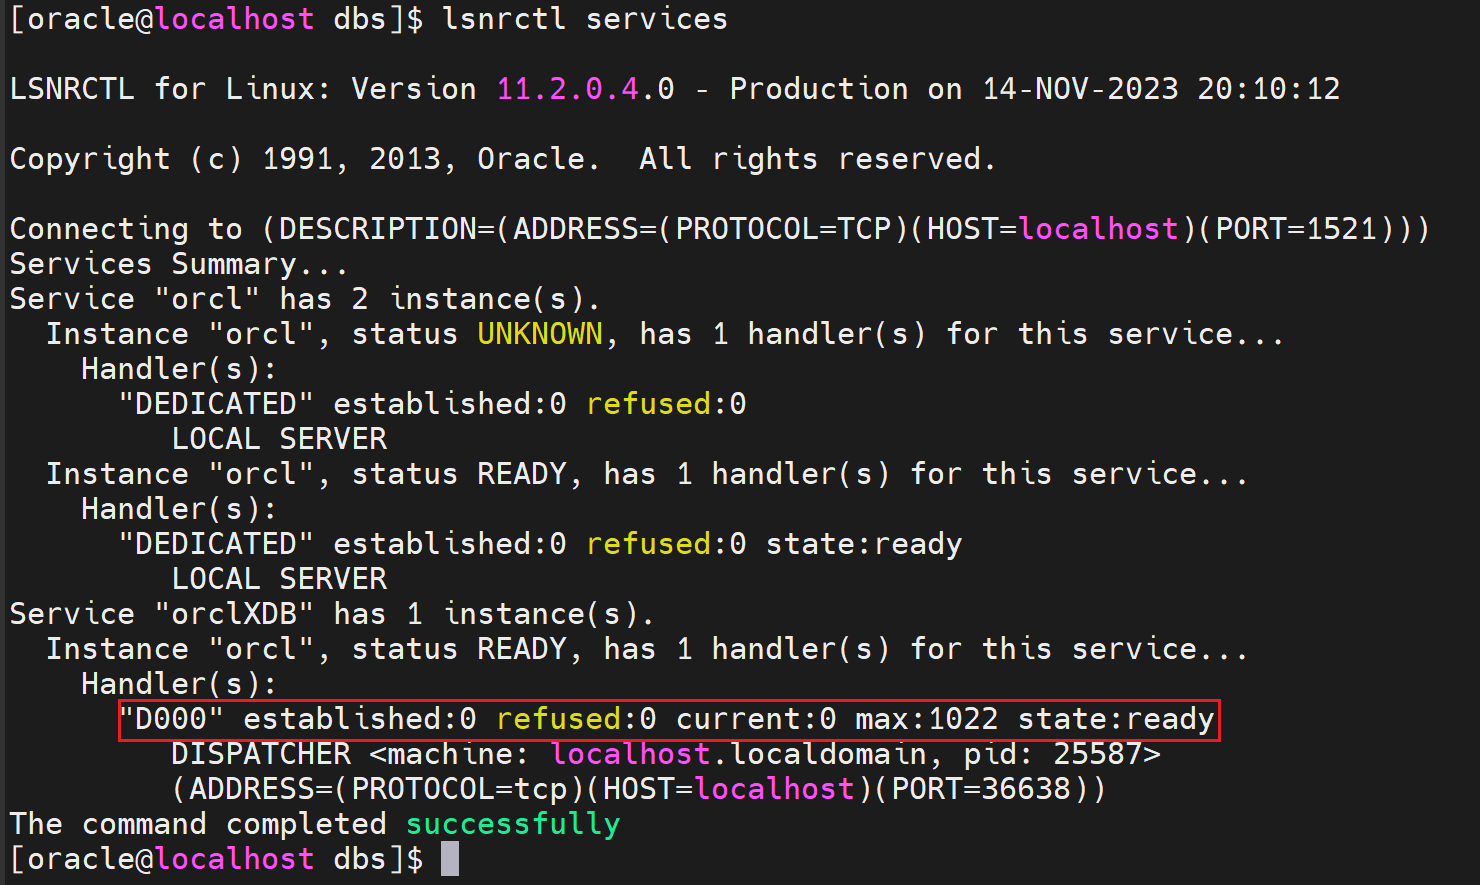 [oracle@localhost dbs]$ lsnrctl services
LSNRCTL for Linux: Version 11.2.0.4.0 - Production on 14-NOV-2023 20:10:12
Copyright (c) 1991, 2013, Oracle.  All rights reserved.
Connecting to (DESCRIPTION=(ADDRESS=(PROTOCOL=TCP)(HOST=localhost)(PORT=1521)))
Services Summary...
Service "orcl" has 2 instance(s).
  Instance "orcl", status UNKNOWN, has 1 handler(s) for this service...
    Handler(s):
      "DEDICATED" established:0 refused:0
         LOCAL SERVER
  Instance "orcl", status READY, has 1 handler(s) for this service...
    Handler(s):
      "DEDICATED" established:0 refused:0 state:ready
         LOCAL SERVER
Service "orclXDB" has 1 instance(s).
  Instance "orcl", status READY, has 1 handler(s) for this service...
    Handler(s):
      "D000" established:0 refused:0 current:0 max:1022 state:ready
         DISPATCHER <machine: localhost.localdomain, pid: 25587>
         (ADDRESS=(PROTOCOL=tcp)(HOST=localhost)(PORT=36638))
The command completed successfully
[oracle@localhost dbs]$